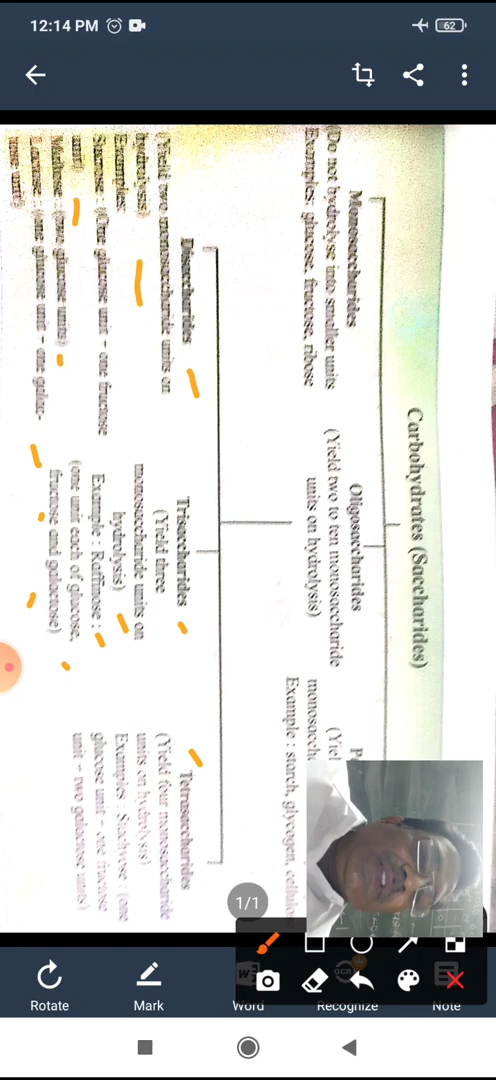 12:14 PM
62
Carbohydrates (Saccharides)
Monosaccharides
(Do not hydrolyse into smaller units
Examples: glucose, fructose, ribose
Oligosaccharides
(Yield two to ten monosaccharide
units on hydrolysis)
P
(Yiel
monosacch
Example : starch, glycogen, cellulos
Disaccharides
(Yield two monosaccharide units on
hydrolysis)
Examples:
Sucrose : (One glucose unit + one fructose
unit)
Maltose : (two glucose units)
Lactose : (one glucose unit + one galac-
tose unit)
Trisaccharides
(Yield three
monosaccharide units on
hydrolysis)
Example : Raffinose :
(one unit each of glucose,
fructose and galactose)
Tetrasaccharides
(Yield four monosaccharide
units on hydrolysis)
Examples : Stachyose : (one
glucose unit + one fructose
unit + two galactose units)
1/1
Rotate
Mark
Word
Recognize
Note